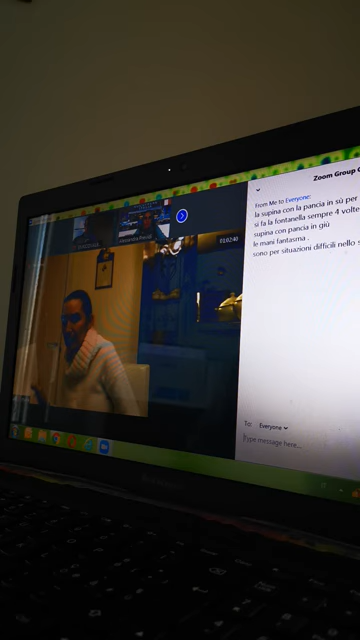 Zoom Group
From Me to Everyone:
la supina con la pancia in sù per
si fa la fontanella sempre 4 volte
supina con pancia in giù
le mani fantasma .
sono per situazioni difficili nello
01:02:40
To: Everyone
Type message here...